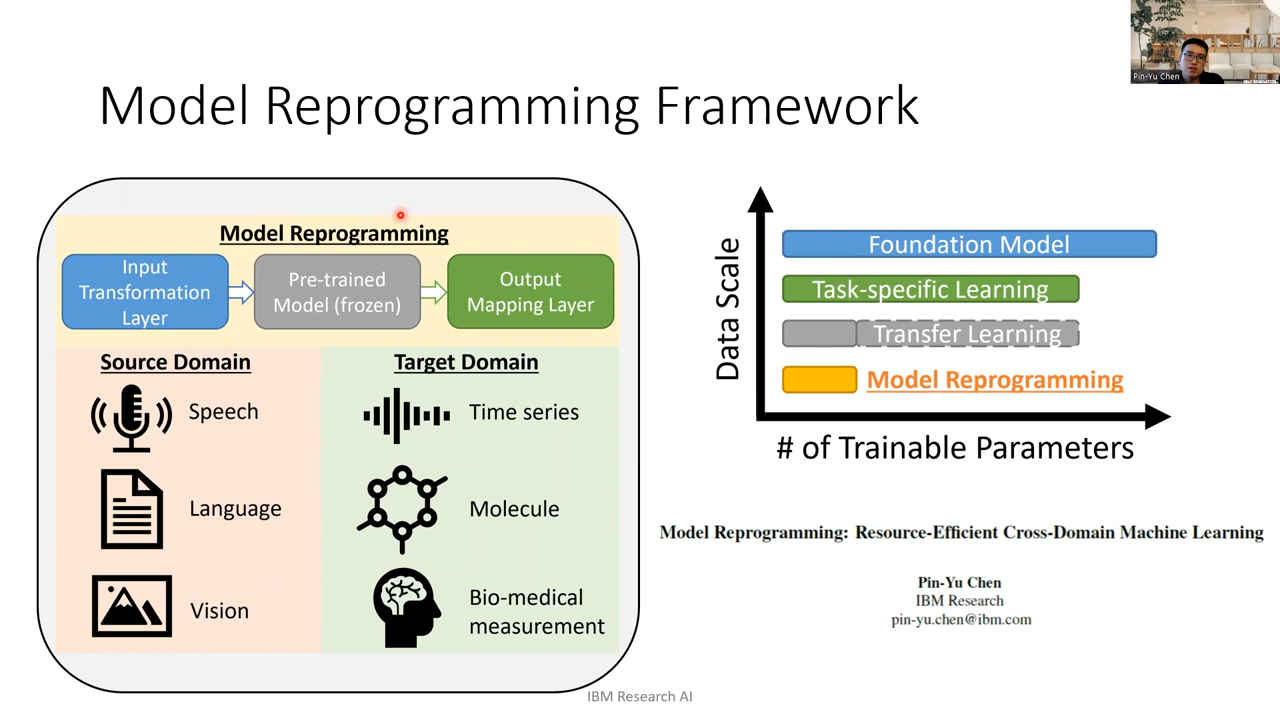 Pin-Yu Chen
Model Reprogramming Framework
Model Reprogramming
Input
Transformation
Layer
Pre-trained
Model (frozen)
Output
Mapping Layer
Source Domain
Speech
Language
Vision
Target Domain
Time series
Molecule
Bio-medical
measurement
Data Scale
Foundation Model
Task-specific Learning
Transfer Learning
Model Reprogramming
# of Trainable Parameters
Model Reprogramming: Resource-Efficient Cross-Domain Machine Learning
Pin-Yu Chen
IBM Research
pin-yu.chen@ibm.com
IBM Research AI